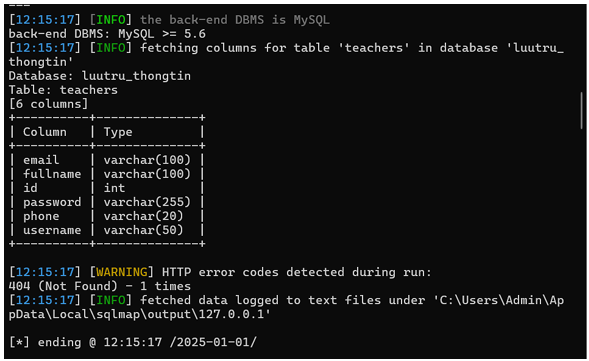 ---
[12:15:17] [INFO] the back-end DBMS is MySQL
back-end DBMS: MySQL >= 5.6
[12:15:17] [INFO] fetching columns for table 'teachers' in database 'luutru_
thongtin'
Database: luutru_thongtin
Table: teachers
[6 columns]
+----------+--------------+
| Column   | Type         |
+----------+--------------+
| email    | varchar(100) |
| fullname | varchar(100) |
| id       | int          |
| password | varchar(255) |
| phone    | varchar(20)  |
| username | varchar(50)  |
+----------+--------------+
[12:15:17] [WARNING] HTTP error codes detected during run:
404 (Not Found) - 1 times
[12:15:17] [INFO] fetched data logged to text files under 'C:\Users\Admin\Ap
pData\Local\sqlmap\output\127.0.0.1'
[*] ending @ 12:15:17 /2025-01-01/